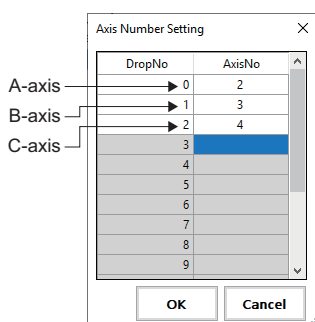 Axis Number Setting
DropNo AxisNo
A-axis 0 2
B-axis 1 3
C-axis 2 4
3
4
5
6
7
8
9
OK Cancel